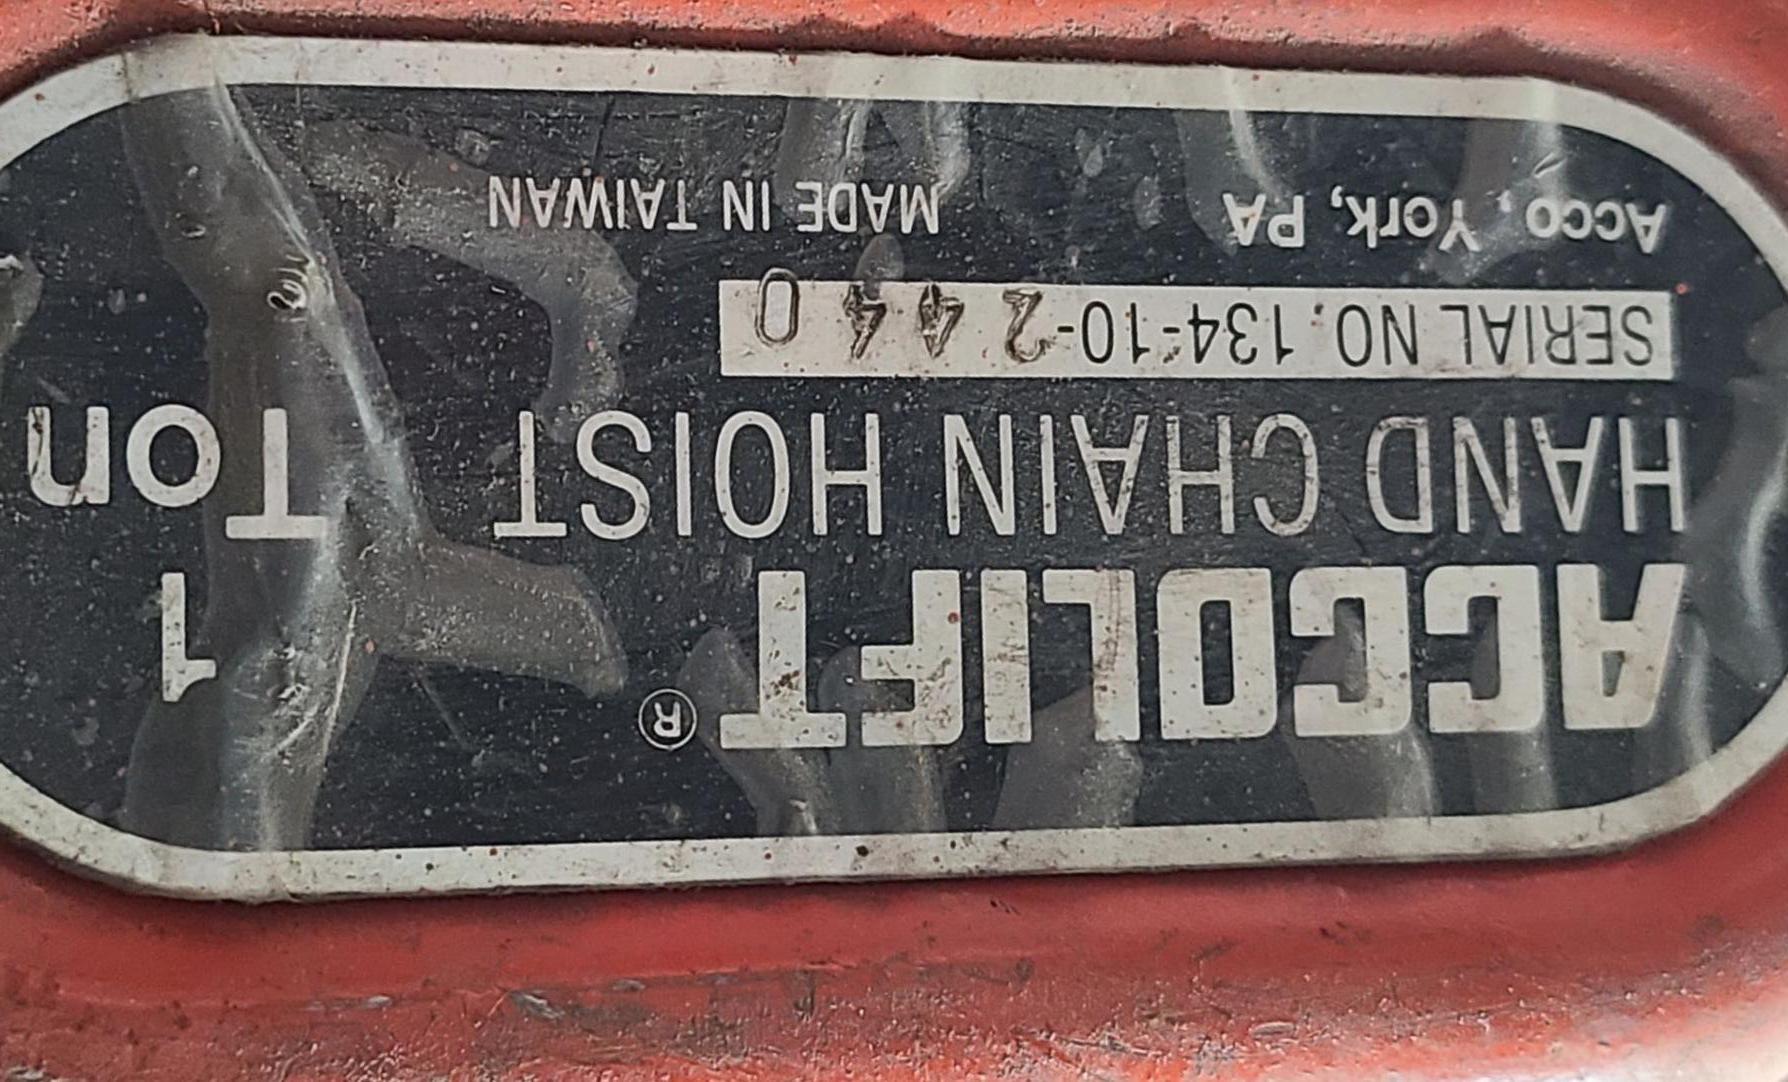 ACCOLIFT®
1
HAND CHAIN HOIST
Ton
SERIAL NO. 134-10-2440
Acco, York, PA
MADE IN TAIWAN